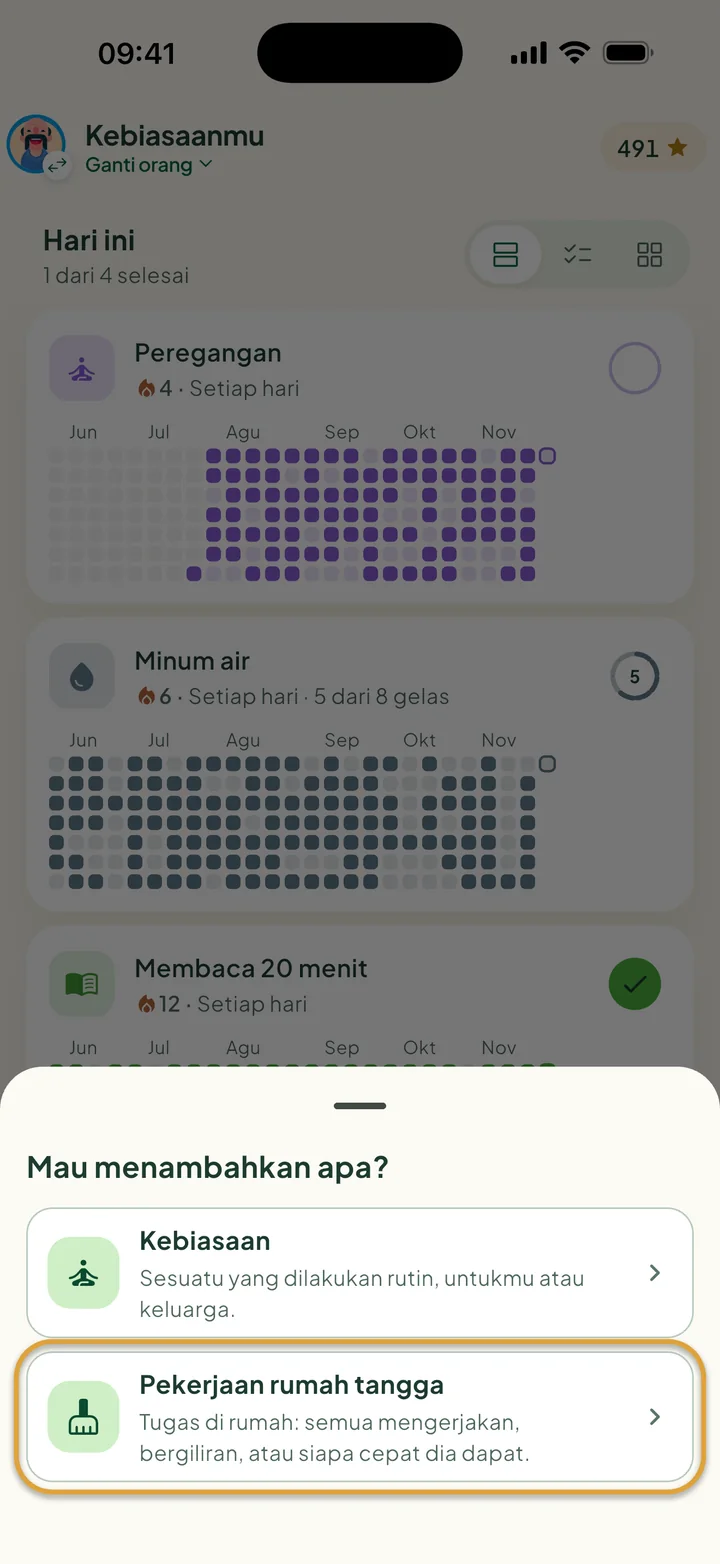 09:41
Kebiasaanmu
Ganti orang
491
Hari ini
1 dari 4 selesai
Peregangan
4 · Setiap hari
Jun Jul Agu Sep Okt Nov
Minum air
6 · Setiap hari · 5 dari 8 gelas
5
Jun Jul Agu Sep Okt Nov
Membaca 20 menit
12 · Setiap hari
Jun Jul Agu Sep Okt Nov
Mau menambahkan apa?
Kebiasaan
Sesuatu yang dilakukan rutin, untukmu atau
keluarga.
Pekerjaan rumah tangga
Tugas di rumah: semua mengerjakan,
bergiliran, atau siapa cepat dia dapat.